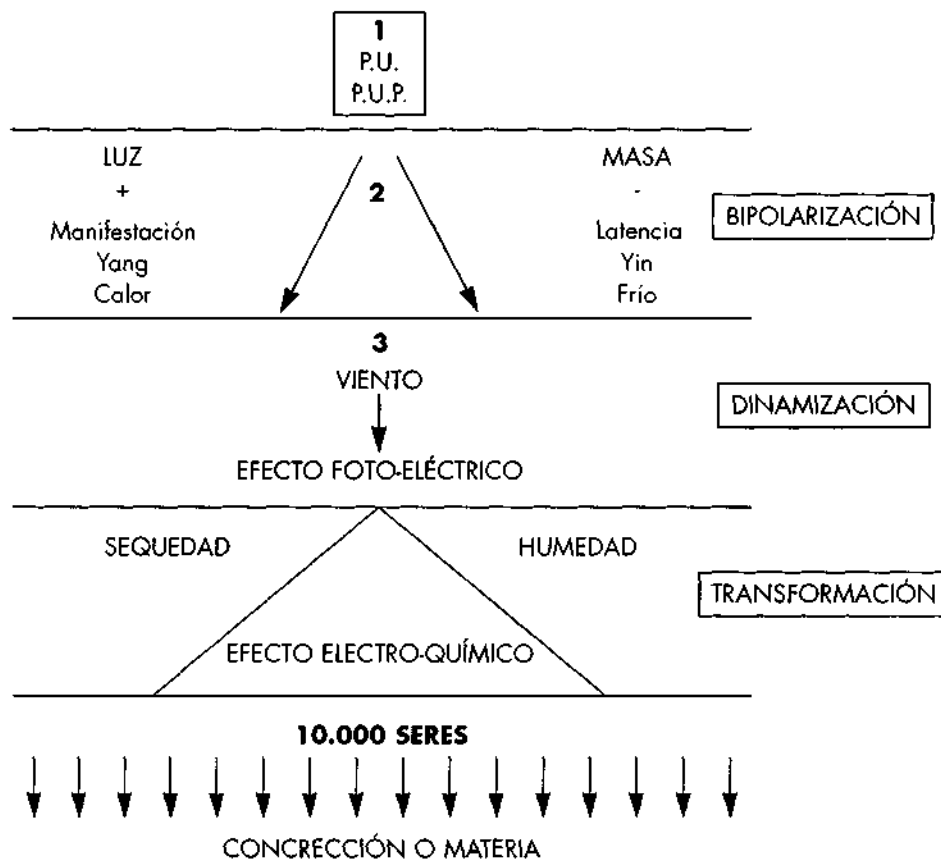 1
P.U.
P.U.P.
LUZ
+
Manifestación
Yang
Calor
2
MASA
-
Latencia
Yin
Frío
BIPOLARIZACIÓN
3
VIENTO
DINAMIZACIÓN
EFECTO FOTO-ELÉCTRICO
SEQUEDAD
HUMEDAD
TRANSFORMACIÓN
EFECTO ELECTRO-QUÍMICO
10.000 SERES
CONCRECCIÓN O MATERIA